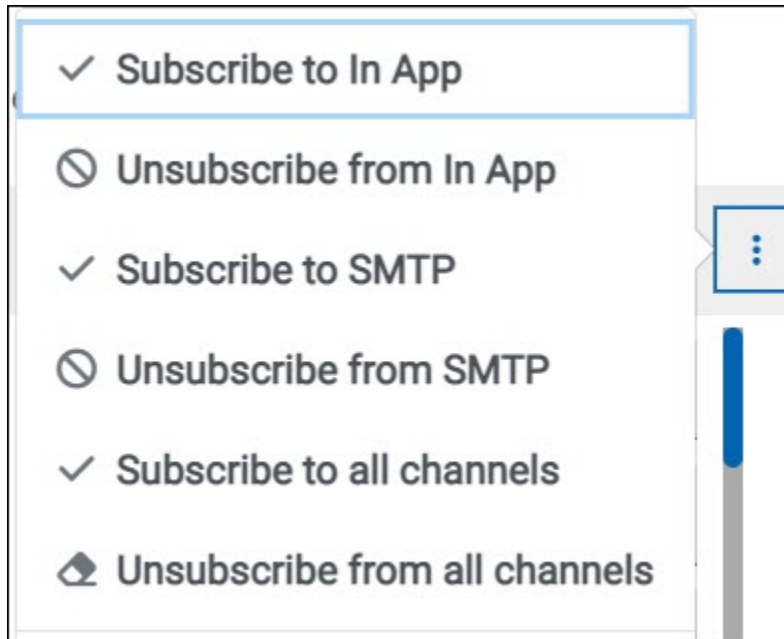 Subscribe to In App
Unsubscribe from In App
Subscribe to SMTP
Unsubscribe from SMTP
Subscribe to all channels
Unsubscribe from all channels